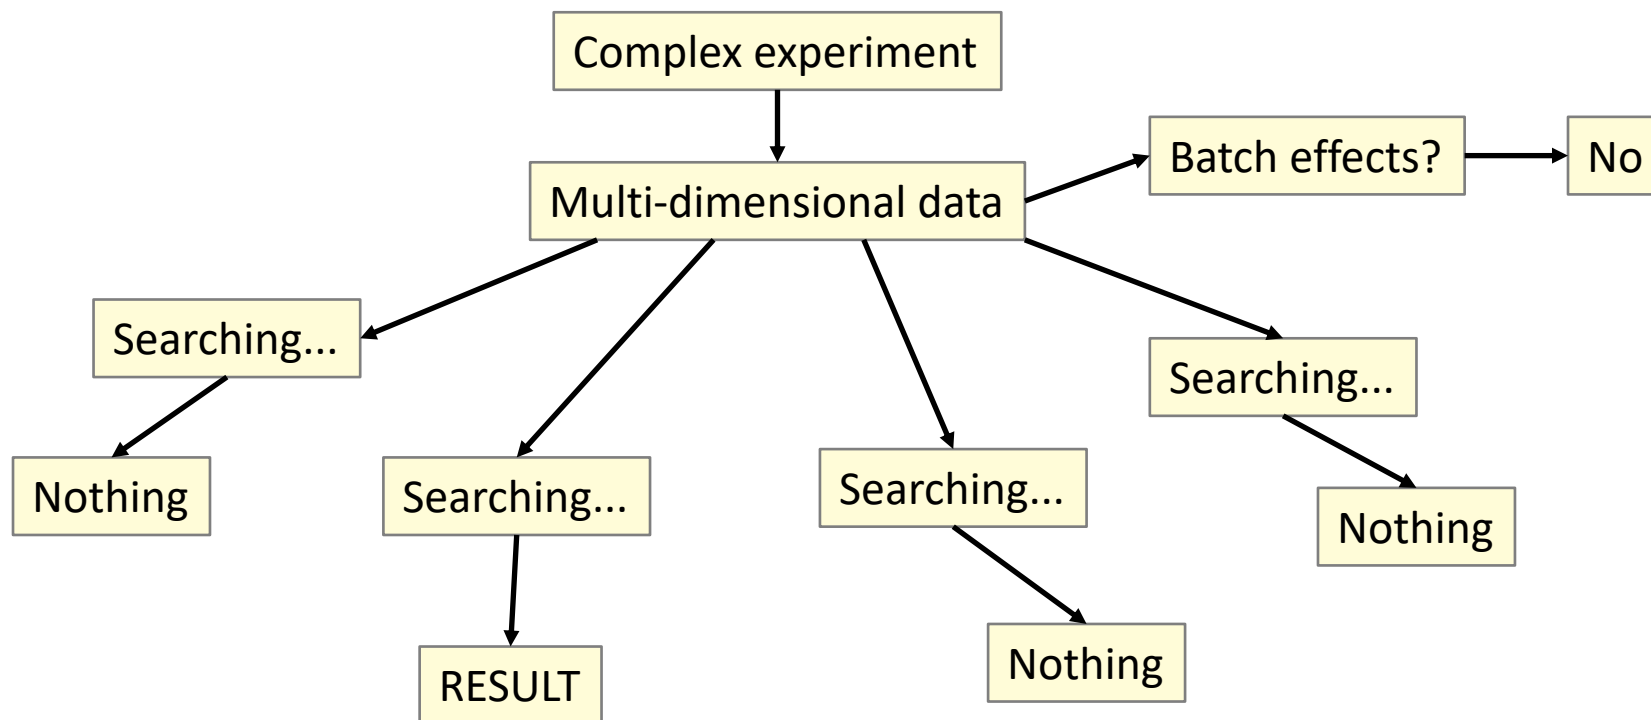 Complex experiment
Batch effects?
No
Multi-dimensional data
Searching...
Searching...
Nothing
Searching...
Searching...
Nothing
RESULT
Nothing